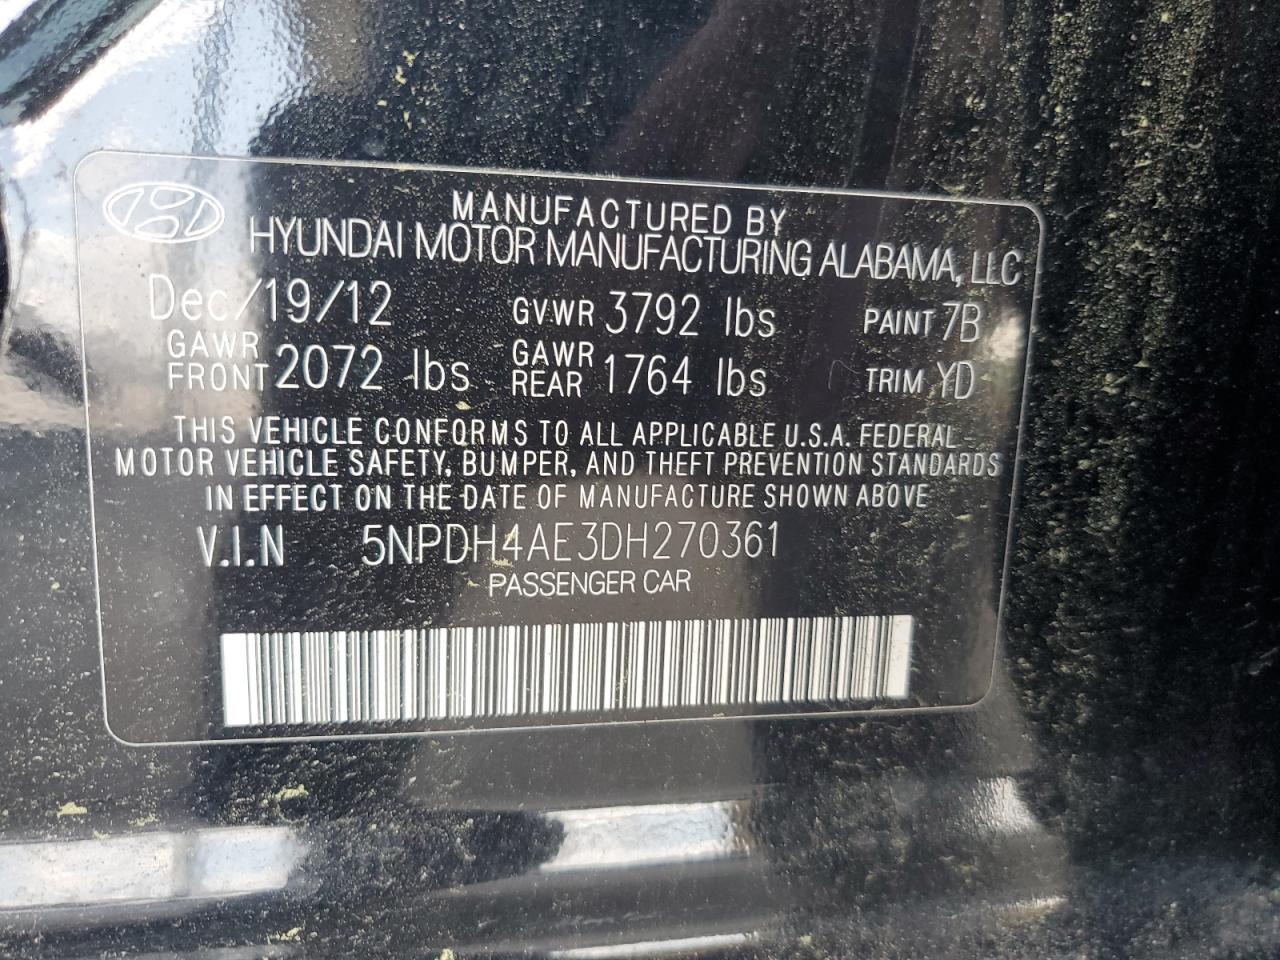 MANUFACTURED BY
HYUNDAI MOTOR MANUFACTURING ALABAMA, LLC
Dec/19/12 GVWR 3792 lbs PAINT 7B
GAWR FRONT 2072 lbs GAWR REAR 1764 lbs TRIM YD
THIS VEHICLE CONFORMS TO ALL APPLICABLE U.S.A. FEDERAL
MOTOR VEHICLE SAFETY, BUMPER, AND THEFT PREVENTION STANDARDS
IN EFFECT ON THE DATE OF MANUFACTURE SHOWN ABOVE
V.I.N 5NPDH4AE3DH270361
PASSENGER CAR